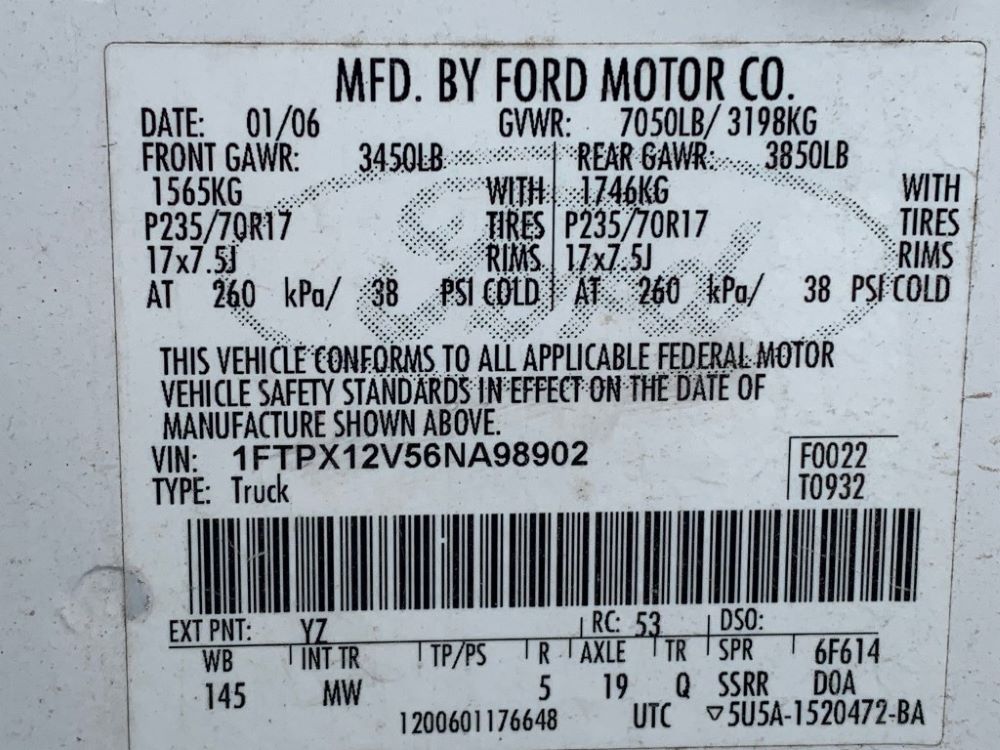 MFD. BY FORD MOTOR CO.
DATE: 01/06 GVWR: 7050LB/ 3198KG
FRONT GAWR: 3450LB REAR GAWR: 3850LB
1565KG WITH 1746KG WITH
P235/70R17 TIRES P235/70R17 TIRES
17x7.5J RIMS 17x7.5J RIMS
AT 260 kPa/ 38 PSI COLD AT 260 kPa/ 38 PSI COLD
Ford
THIS VEHICLE CONFORMS TO ALL APPLICABLE FEDERAL MOTOR
VEHICLE SAFETY STANDARDS IN EFFECT ON THE DATE OF
MANUFACTURE SHOWN ABOVE.
VIN: 1FTPX12V56NA98902 F0022
TYPE: Truck T0932
EXT PNT: YZ RC: 53 DSO:
WB INT TR TP/PS R AXLE TR SPR 6F614
145 MW 5 19 Q SSRR DOA
1200601176648 UTC ▽5U5A-1520472-BA